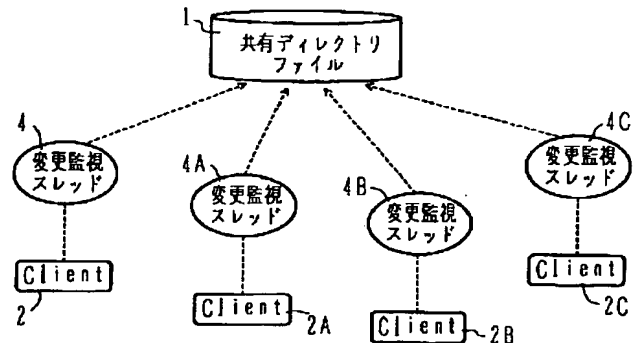 1
共有ディレクトリ
ファイル
4
変更監視
スレッド
4A
変更監視
スレッド
4B
変更監視
スレッド
4C
変更監視
スレッド
Client
2
Client
2A
Client
2B
Client
2C